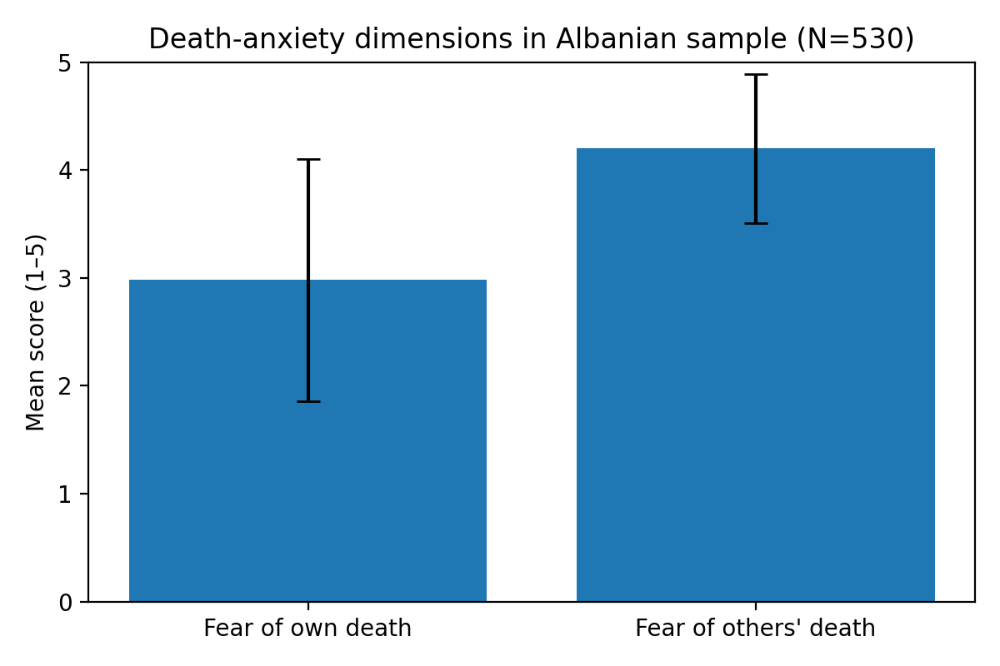 Death-anxiety dimensions in Albanian sample (N=530)
Mean score (1–5)
5
4
3
2
1
0
Fear of own death
Fear of others' death